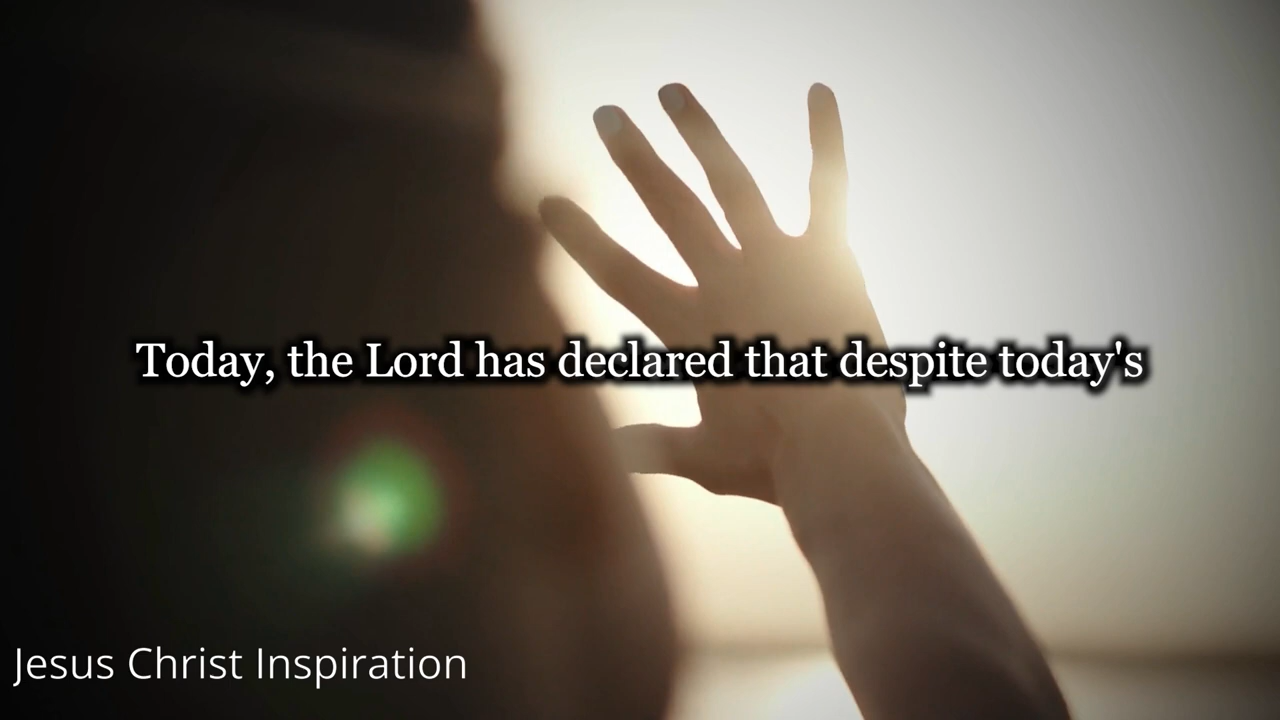 Today, the Lord has declared that despite today's
Jesus Christ Inspiration